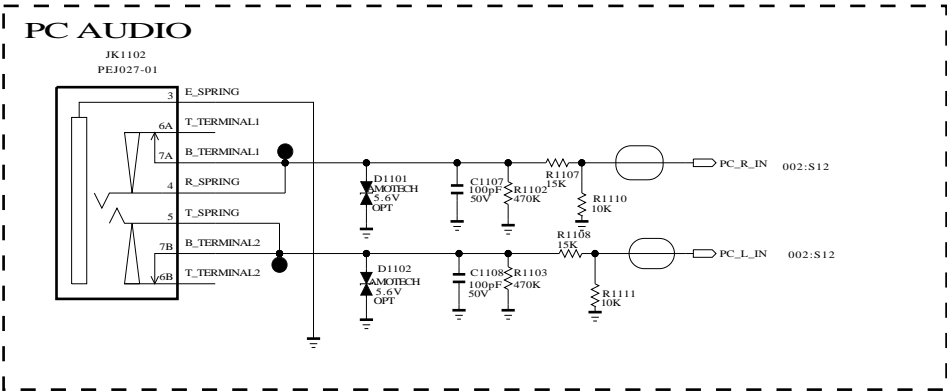 PC AUDIO
JK1102
PEJ027-01
3 E_SPRING
6A T_TERMINAL1
7A B_TERMINAL1
4 R_SPRING
5 T_SPRING
7B B_TERMINAL2
6B T_TERMINAL2
D1101
AMOTECH
5.6V
OPT
C1107
100pF
50V
R1102
470K
R1107
15K
R1110
10K
PC_R_IN 002:S12
D1102
AMOTECH
5.6V
OPT
C1108
100pF
50V
R1103
470K
R1108
15K
R1111
10K
PC_L_IN 002:S12